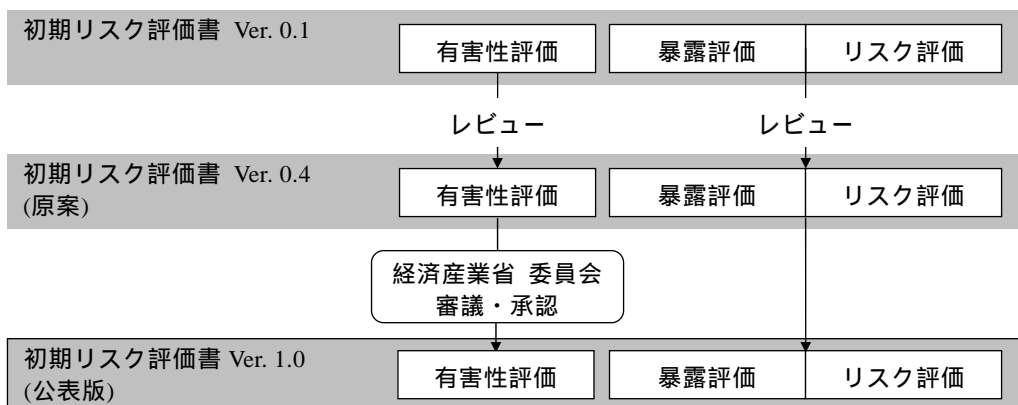 初期リスク評価書 Ver. 0.1
有害性評価
暴露評価
リスク評価
レビュー
レビュー
初期リスク評価書 Ver. 0.4
(原案)
有害性評価
暴露評価
リスク評価
経済産業省 委員会
審議・承認
初期リスク評価書 Ver. 1.0
(公表版)
有害性評価
暴露評価
リスク評価